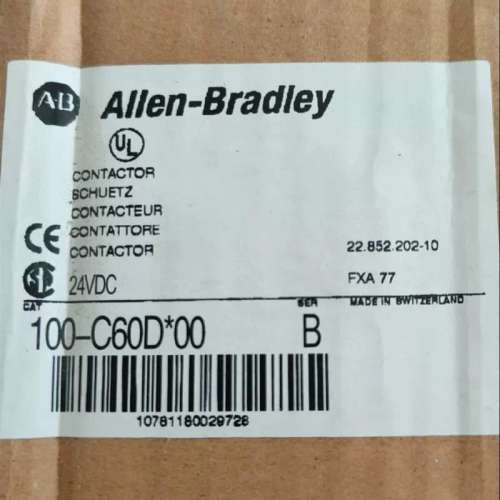 AB Allen-Bradley
UL
CONTACTOR
SCHUETZ
CONTACTEUR
CONTATTORE
CE CONTACTOR 22.852.202-10
24VDC FXA 77
CAT SER MADE IN SWITZERLAND
100-C60D*00 B
10781180029728